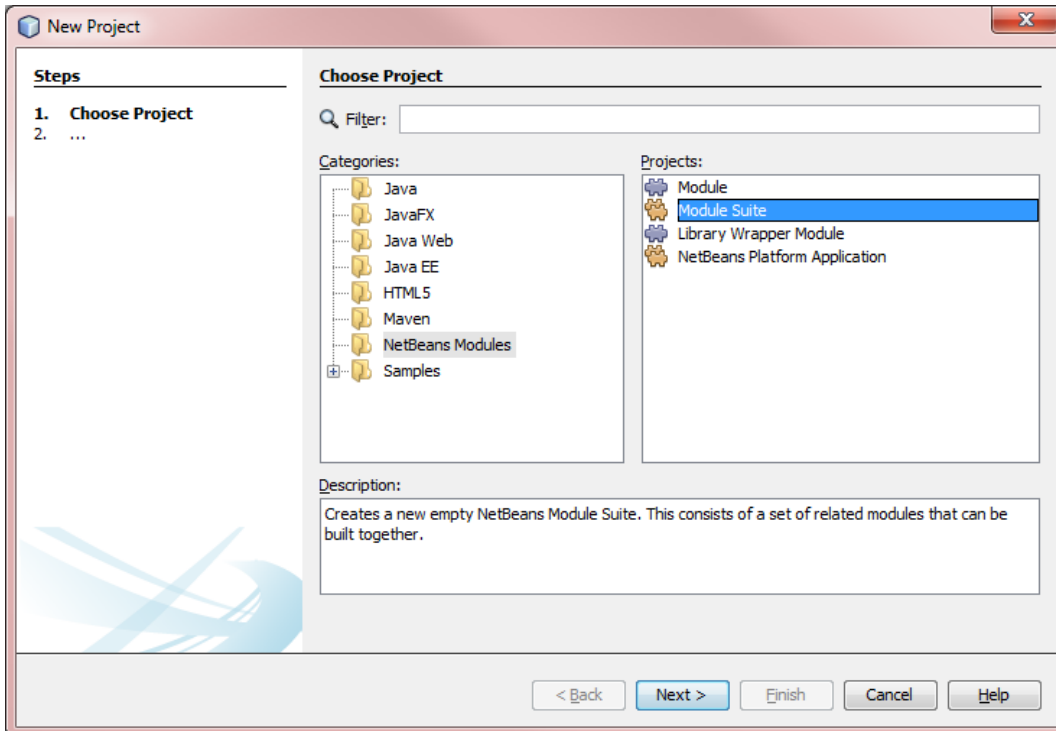 New Project
Steps
1. Choose Project
2. ...
Choose Project
Filter:
Categories:
Java
JavaFX
Java Web
Java EE
HTML5
Maven
NetBeans Modules
Samples
Projects:
Module
Module Suite
Library Wrapper Module
NetBeans Platform Application
Description:
Creates a new empty NetBeans Module Suite. This consists of a set of related modules that can be
built together.
< Back
Next >
Finish
Cancel
Help